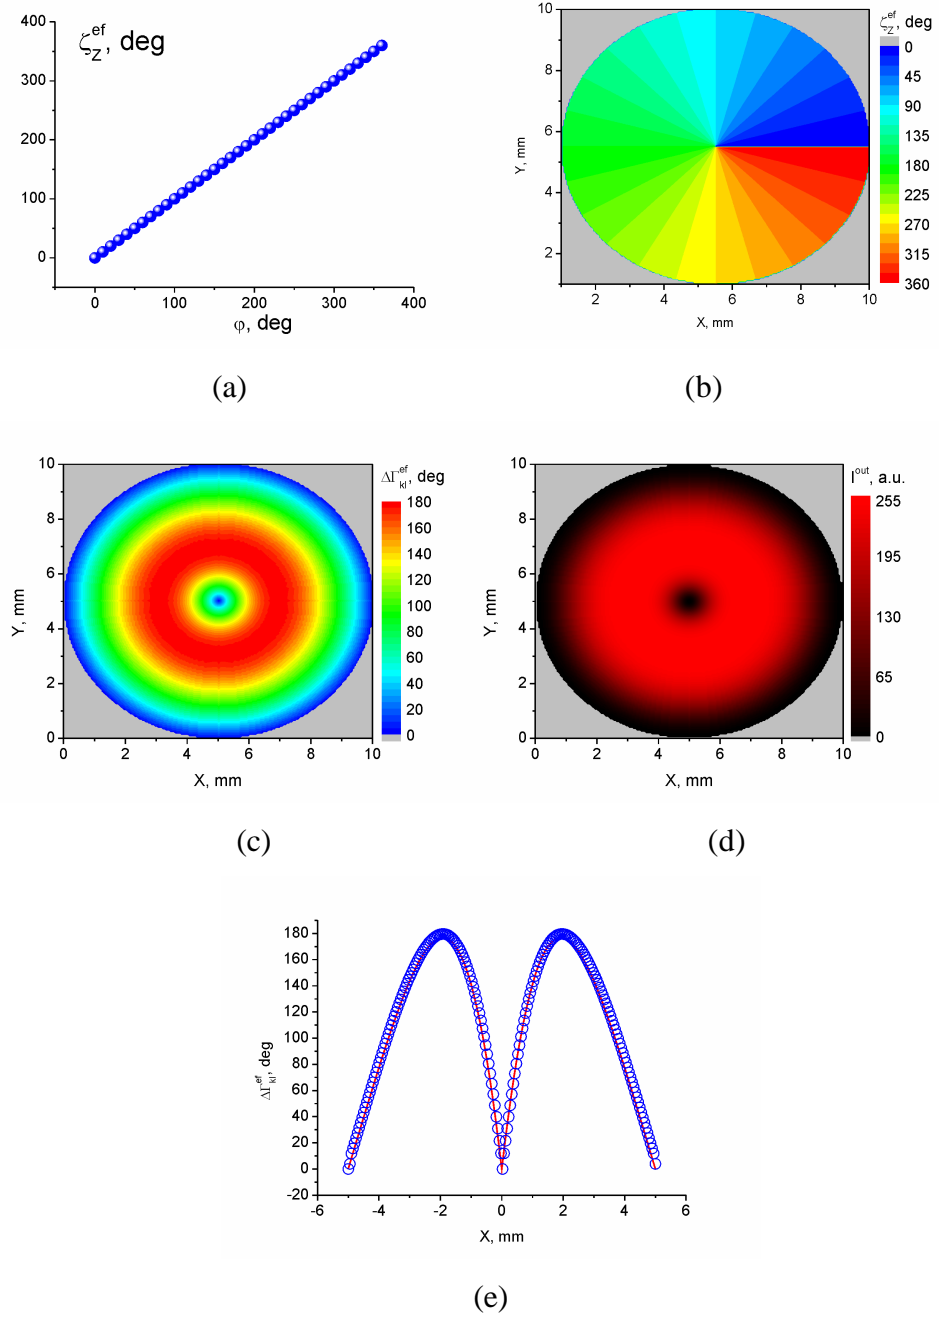 400
300
200
100
0
ζ_Z^ef, deg
0 100 200 300 400
φ, deg
(a)
10
8
6
4
2
Y, mm
2 4 6 8 10
X, mm
ζ_Z^ef, deg
0
45
90
135
180
225
270
315
360
(b)
10
8
6
4
2
0
Y, mm
0 2 4 6 8 10
X, mm
ΔΓ_kl^ef, deg
180
160
140
120
100
80
60
40
20
0
(c)
10
8
6
4
2
0
Y, mm
0 2 4 6 8 10
X, mm
I^out, a.u.
255
195
130
65
0
(d)
180
160
140
120
100
80
60
40
20
0
-20
ΔΓ_kl^ef, deg
-6 -4 -2 0 2 4 6
X, mm
(e)